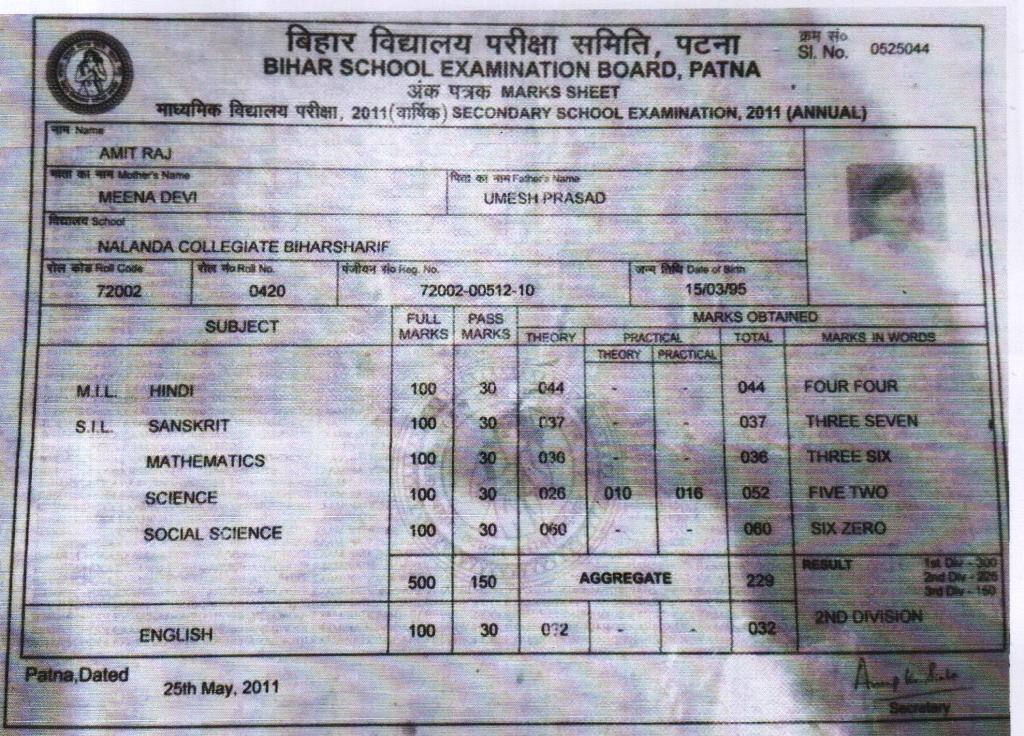 बिहार विद्यालय परीक्षा समिति, पटना
क्रम सं०
Sl. No. 0525044
BIHAR SCHOOL EXAMINATION BOARD, PATNA
अंक पत्रक MARKS SHEET
माध्यमिक विद्यालय परीक्षा, 2011(वार्षिक) SECONDARY SCHOOL EXAMINATION, 2011 (ANNUAL)
नाम Name
AMIT RAJ
माता का नाम Mother's Name पिता का नाम Father's Name
MEENA DEVI UMESH PRASAD
विद्यालय School
NALANDA COLLEGIATE BIHARSHARIF
रोल कोड Roll Code रोल सं० Roll No. पंजीयन सं० Reg. No. जन्म तिथि Date of Birth
72002 0420 72002-00512-10 15/03/95
SUBJECT FULL MARKS PASS MARKS MARKS OBTAINED
THEORY PRACTICAL TOTAL MARKS IN WORDS
THEORY PRACTICAL
M.I.L. HINDI 100 30 044 - - 044 FOUR FOUR
S.I.L. SANSKRIT 100 30 037 - - 037 THREE SEVEN
MATHEMATICS 100 30 036 - - 036 THREE SIX
SCIENCE 100 30 026 010 016 052 FIVE TWO
SOCIAL SCIENCE 100 30 060 - - 060 SIX ZERO
500 150 AGGREGATE 229 RESULT 1st Div - 300
2nd Div - 225
3rd Div - 150
2ND DIVISION
ENGLISH 100 30 032 - - 032
Patna,Dated
25th May, 2011
Secretary